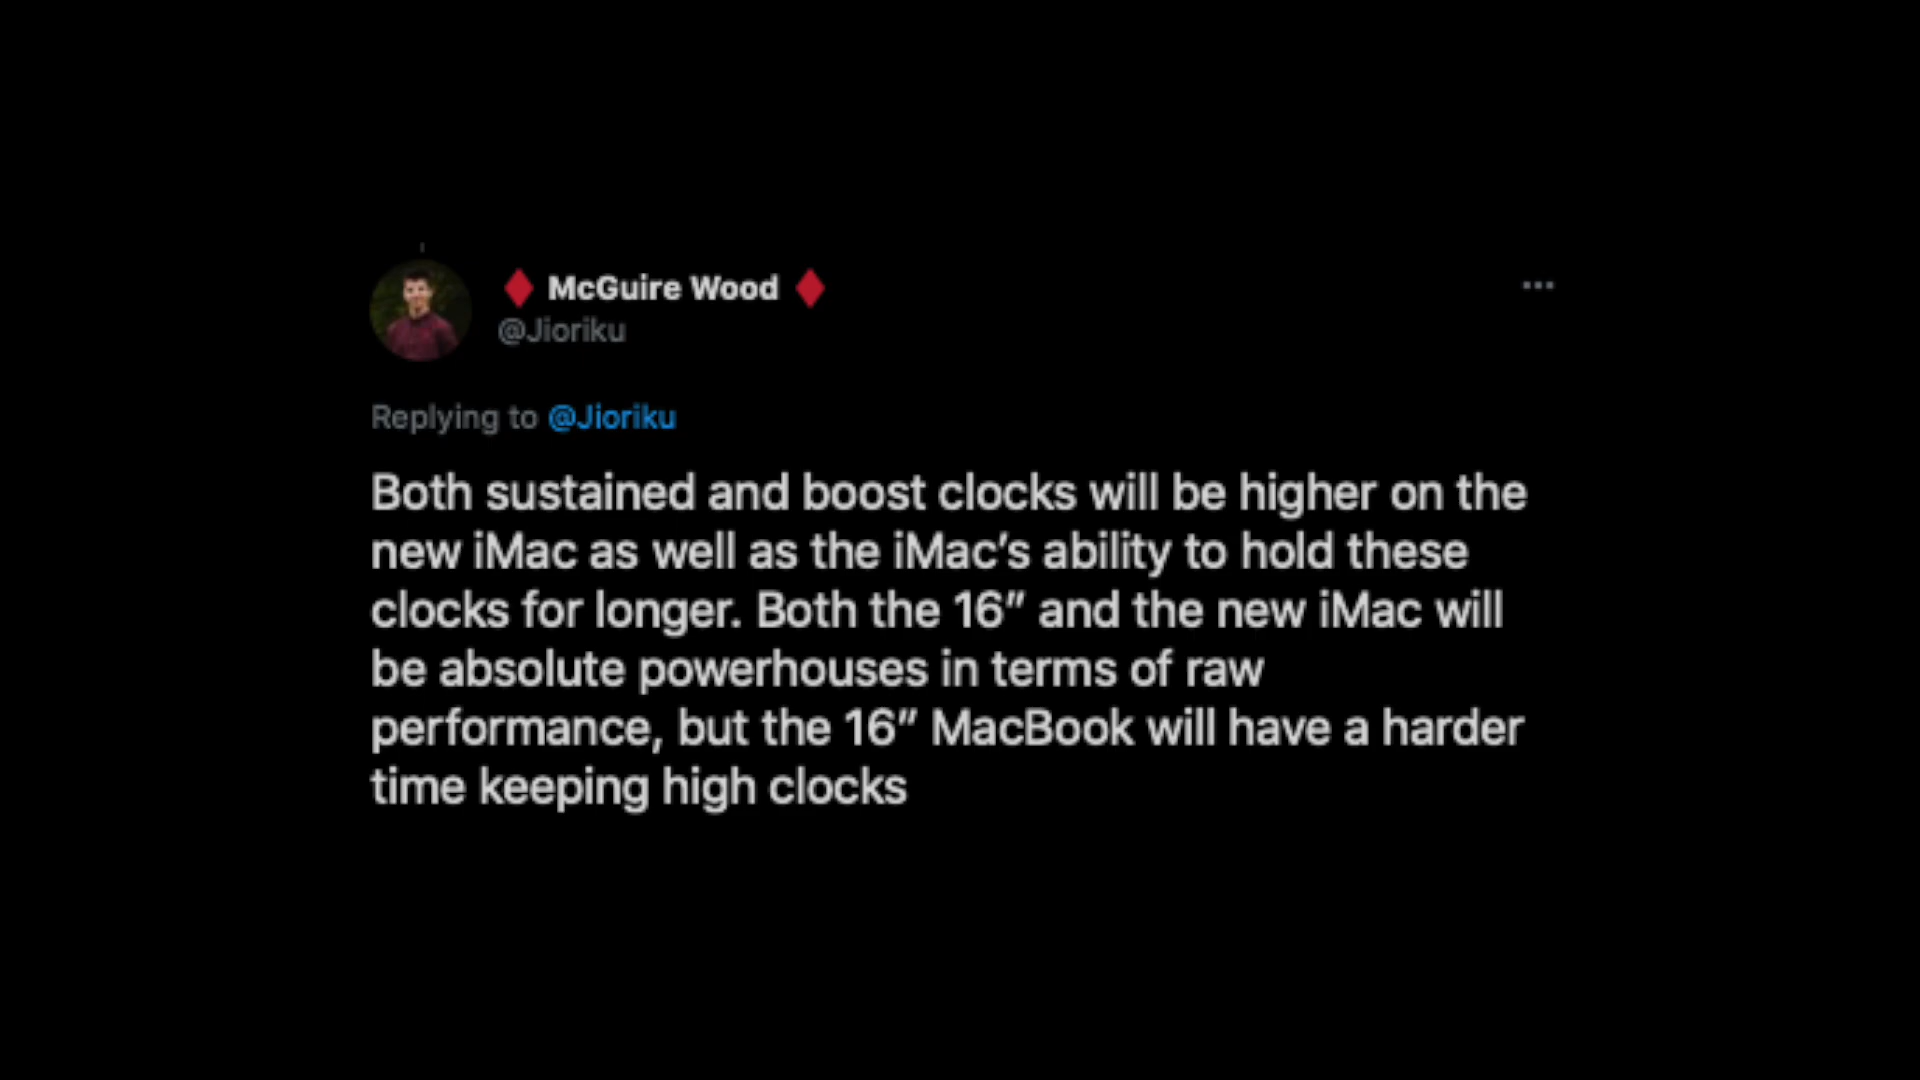 ♦️ McGuire Wood ♦️
@Jioriku
Replying to @Jioriku
Both sustained and boost clocks will be higher on the
new iMac as well as the iMac’s ability to hold these
clocks for longer. Both the 16” and the new iMac will
be absolute powerhouses in terms of raw
performance, but the 16” MacBook will have a harder
time keeping high clocks